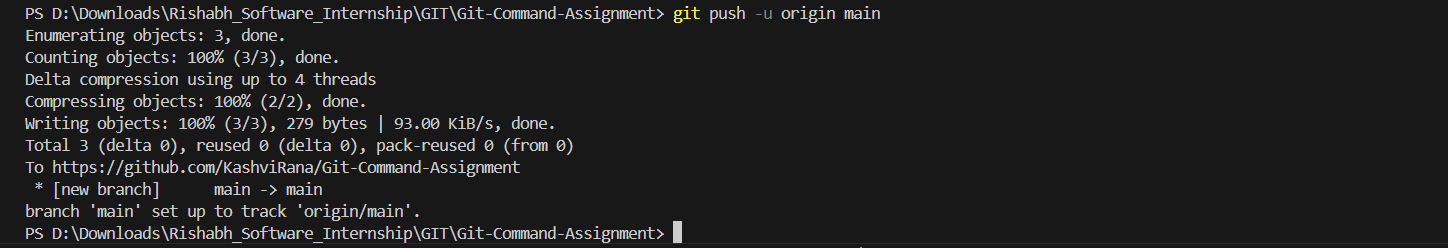 PS D:\Downloads\Rishabh_Software_Internship\GIT\Git-Command-Assignment> git push -u origin main
Enumerating objects: 3, done.
Counting objects: 100% (3/3), done.
Delta compression using up to 4 threads
Compressing objects: 100% (2/2), done.
Writing objects: 100% (3/3), 279 bytes | 93.00 KiB/s, done.
Total 3 (delta 0), reused 0 (delta 0), pack-reused 0 (from 0)
To https://github.com/KashviRana/Git-Command-Assignment
 * [new branch]      main -> main
branch 'main' set up to track 'origin/main'.
PS D:\Downloads\Rishabh_Software_Internship\GIT\Git-Command-Assignment>